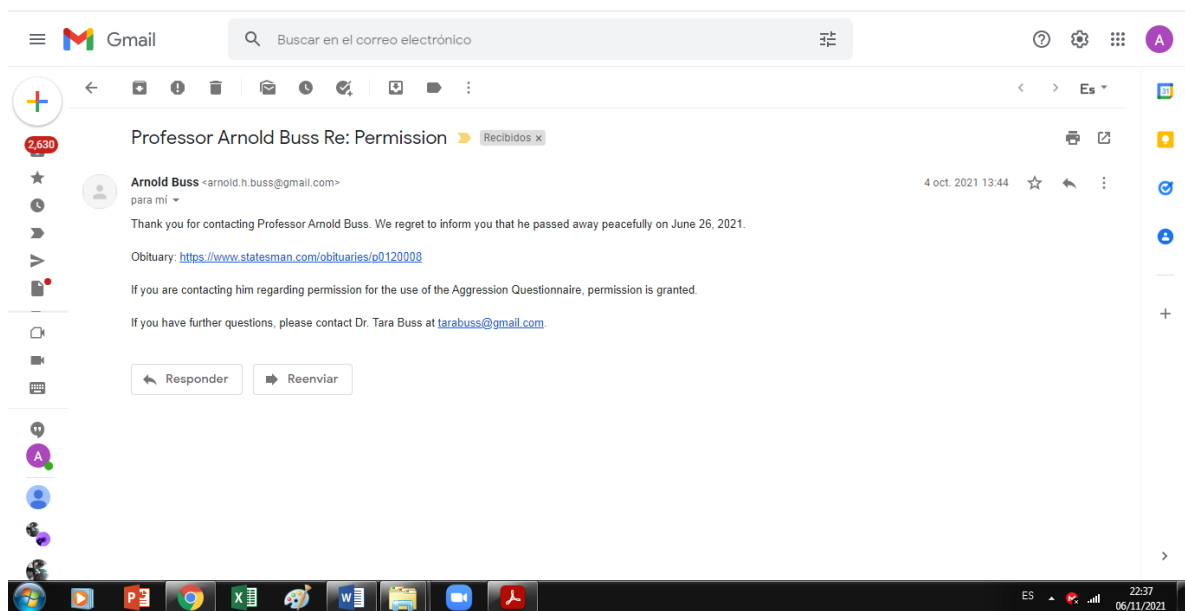 Gmail
Buscar en el correo electrónico
A
Es
31
2,630
Professor Arnold Buss Re: Permission
Recibidos x
Arnold Buss <arnold.h.buss@gmail.com>
4 oct. 2021 13:44
para mí
Thank you for contacting Professor Arnold Buss. We regret to inform you that he passed away peacefully on June 26, 2021.
Obituary: https://www.statesman.com/obituaries/p0120008
If you are contacting him regarding permission for the use of the Aggression Questionnaire, permission is granted.
If you have further questions, please contact Dr. Tara Buss at tarabuss@gmail.com.
Responder
Reenviar
A
ES
22:37
06/11/2021